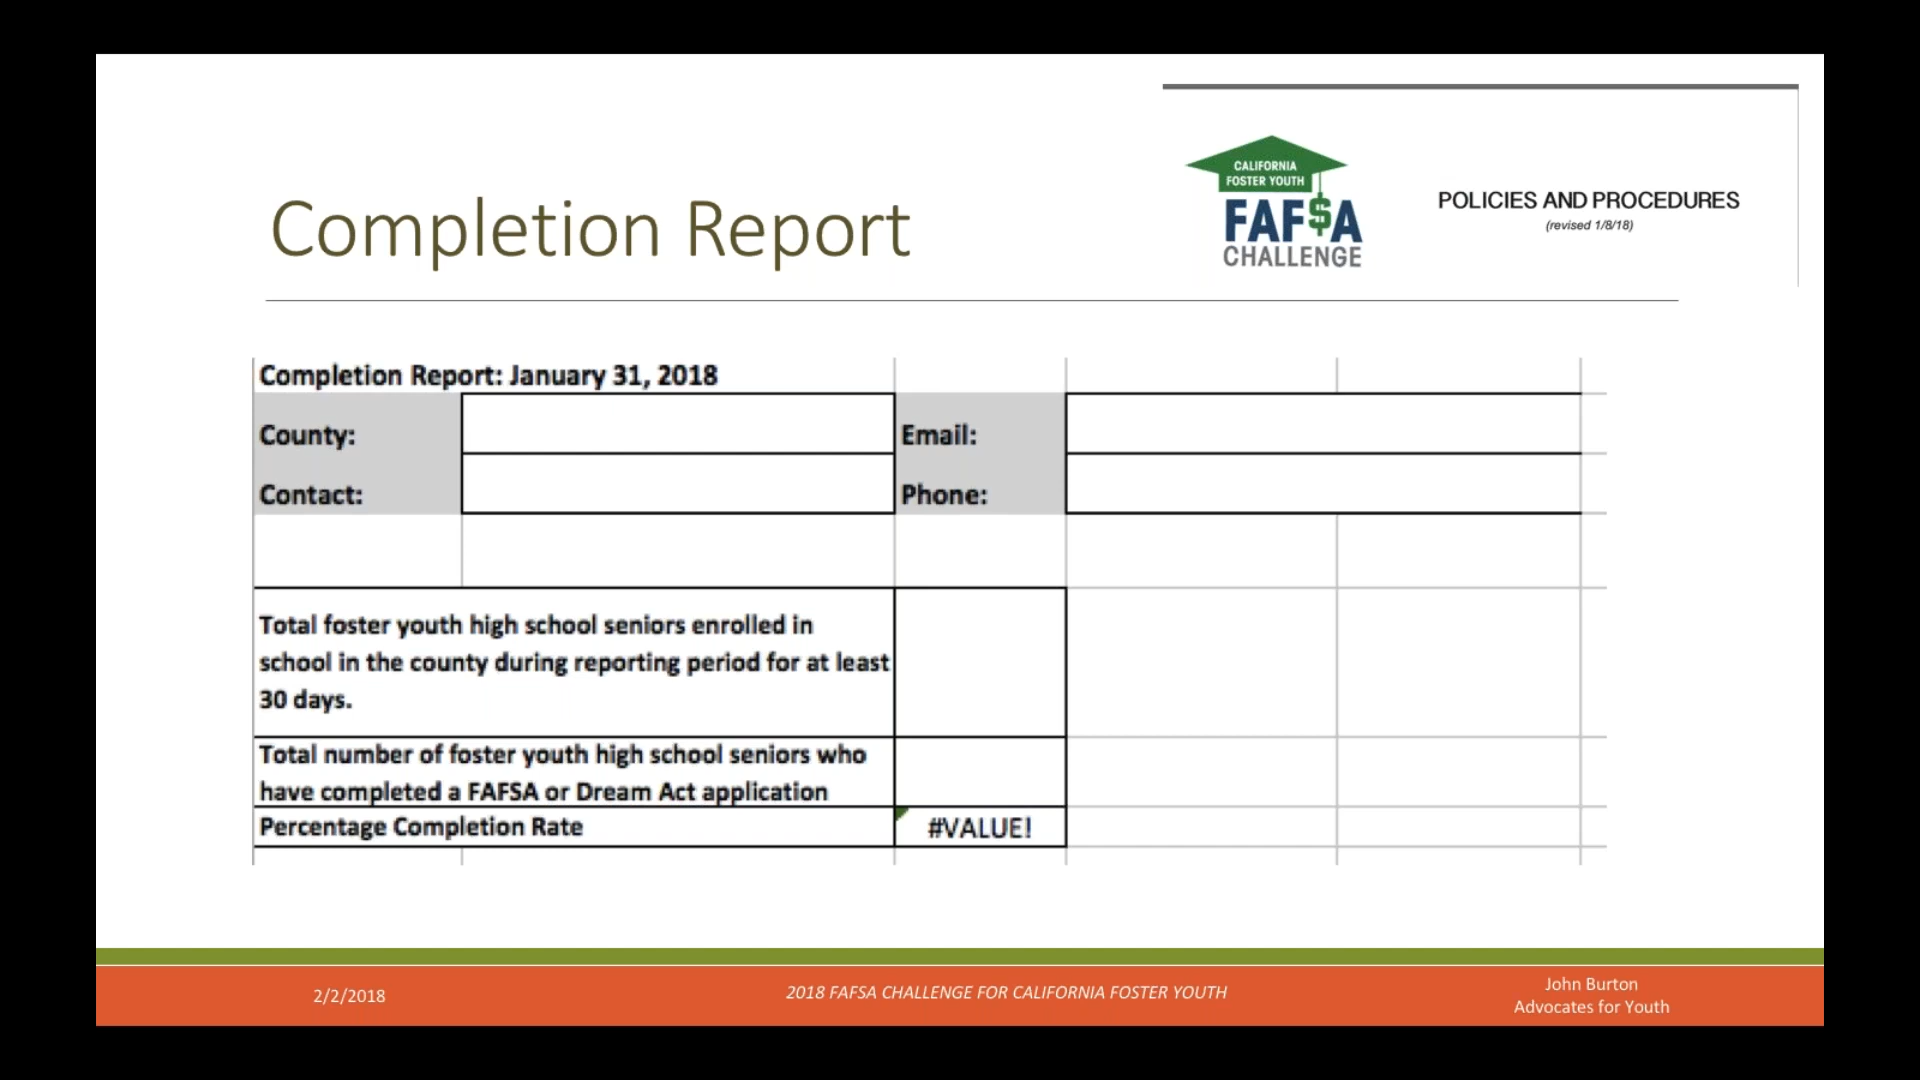 CALIFORNIA
FOSTER YOUTH
FAF$A
CHALLENGE
POLICIES AND PROCEDURES
(revised 1/8/18)
Completion Report
Completion Report: January 31, 2018
County:
Email:
Contact:
Phone:
Total foster youth high school seniors enrolled in
school in the county during reporting period for at least
30 days.
Total number of foster youth high school seniors who
have completed a FAFSA or Dream Act application
Percentage Completion Rate
#VALUE!
2/2/2018
2018 FAFSA CHALLENGE FOR CALIFORNIA FOSTER YOUTH
John Burton
Advocates for Youth